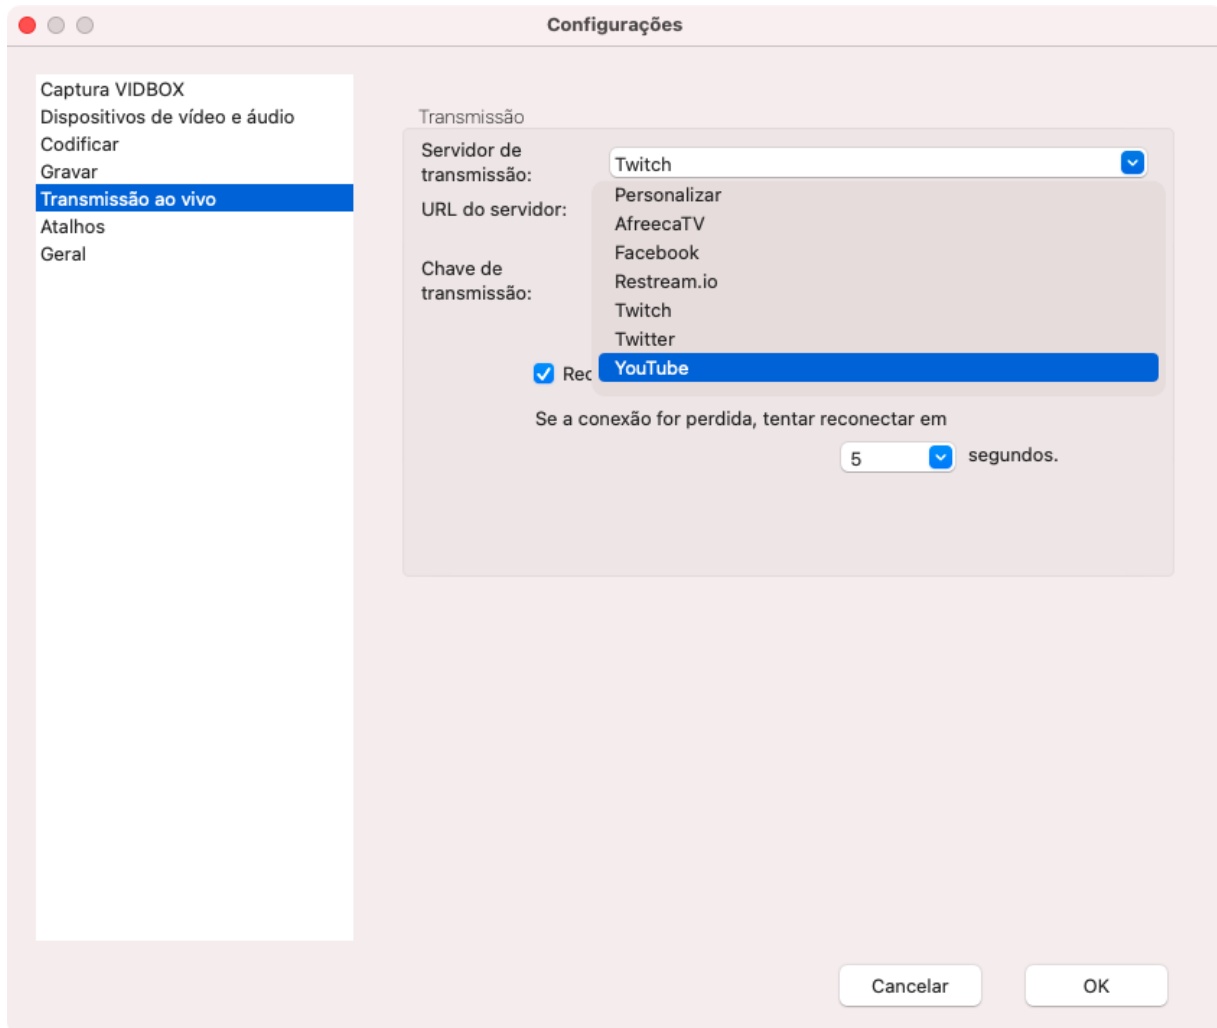 Configurações
Captura VIDBOX
Dispositivos de vídeo e áudio
Codificar
Gravar
Transmissão ao vivo
Atalhos
Geral
Transmissão
Servidor de
transmissão:
Twitch
URL do servidor:
Chave de
transmissão:
Personalizar
AfreecaTV
Facebook
Restream.io
Twitch
Twitter
YouTube
Se a conexão for perdida, tentar reconectar em
5 segundos.
Cancelar
OK